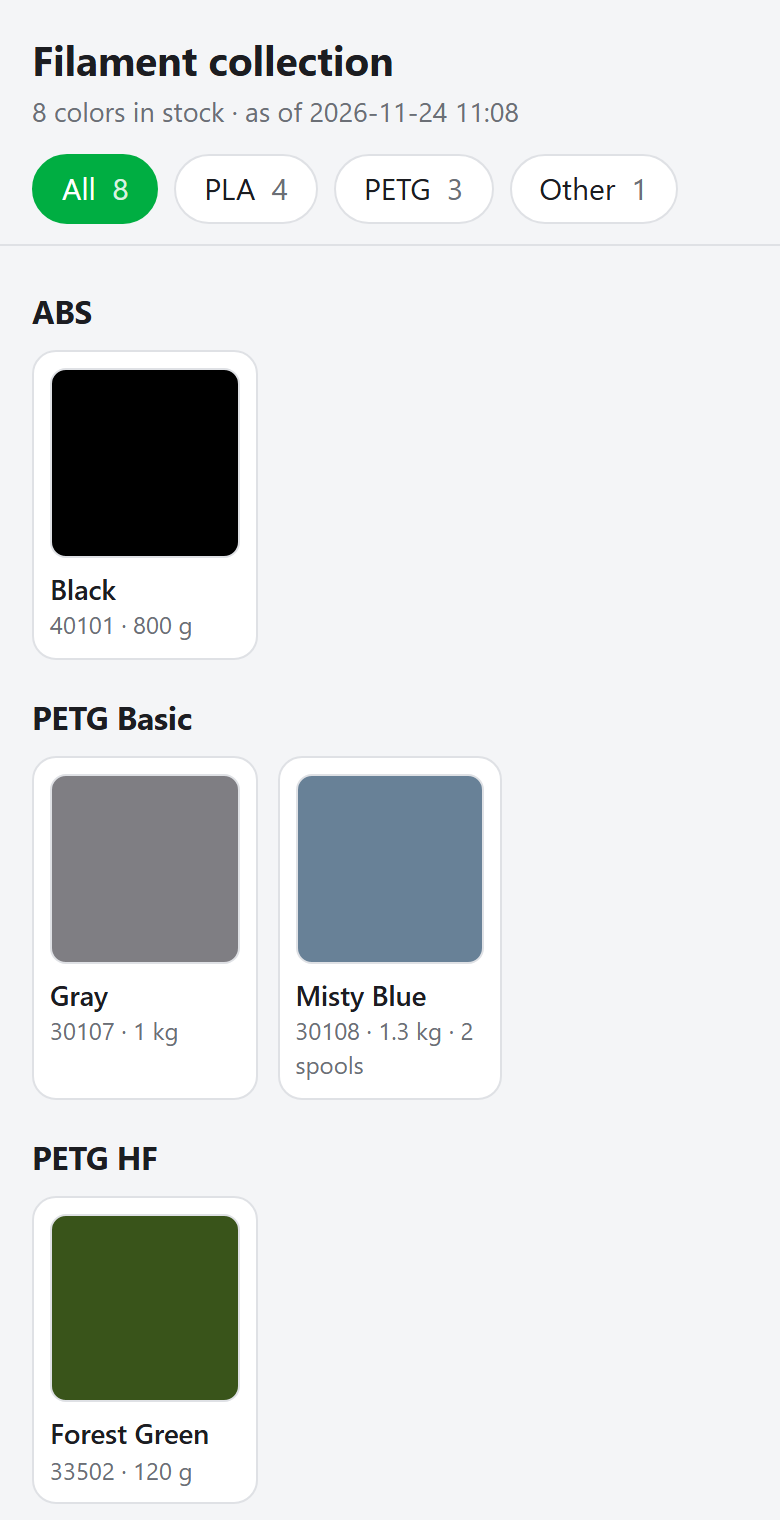 Filament collection
8 colors in stock · as of 2026-11-24 11:08
All 8 PLA 4 PETG 3 Other 1
ABS
Black
40101 · 800 g
PETG Basic
Gray
30107 · 1 kg
Misty Blue
30108 · 1.3 kg · 2
spools
PETG HF
Forest Green
33502 · 120 g